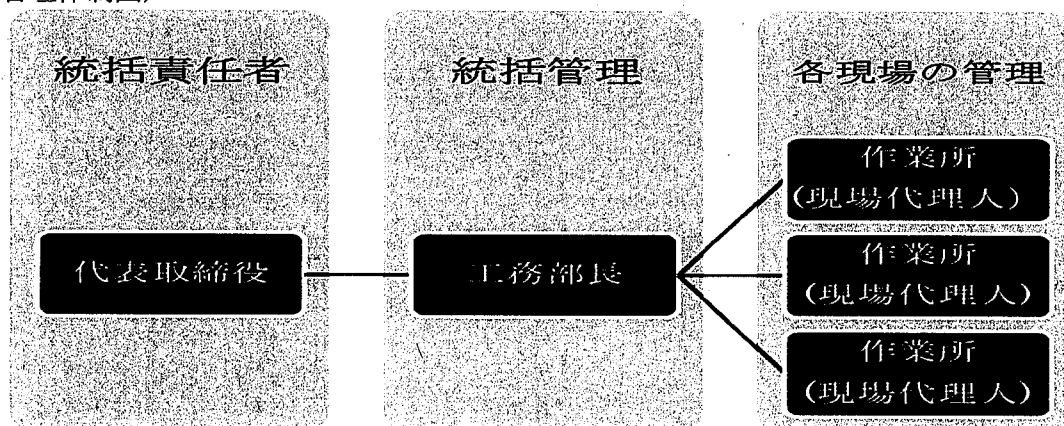 統括責任者
代表取締役
統括管理
工務部長
各現場の管理
作業所
(現場代理人)
作業所
(現場代理人)
作業所
(現場代理人)